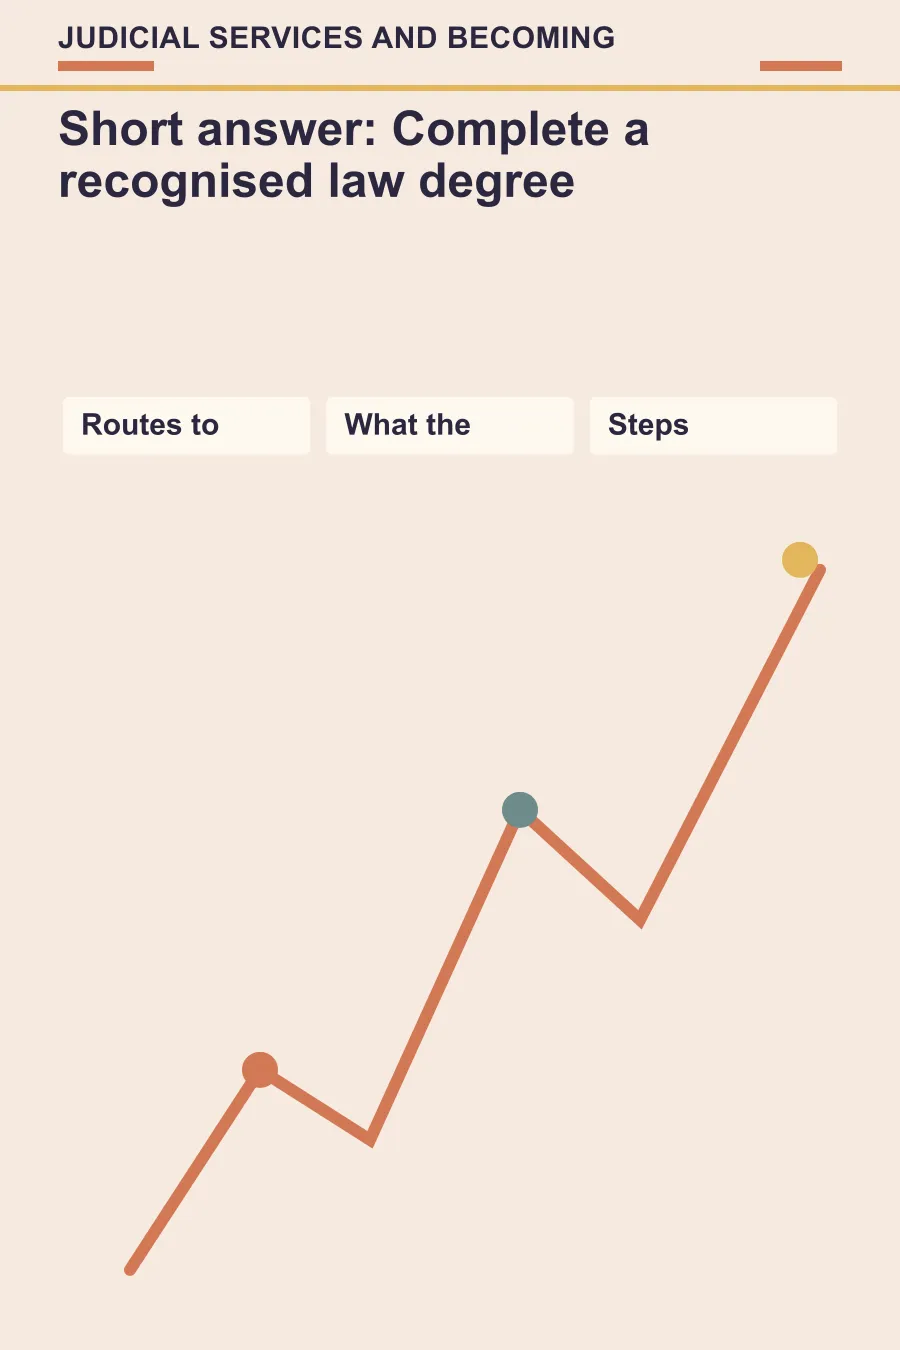 JUDICIAL SERVICES AND BECOMING
Short answer: Complete a
recognised law degree
Routes to
What the
Steps